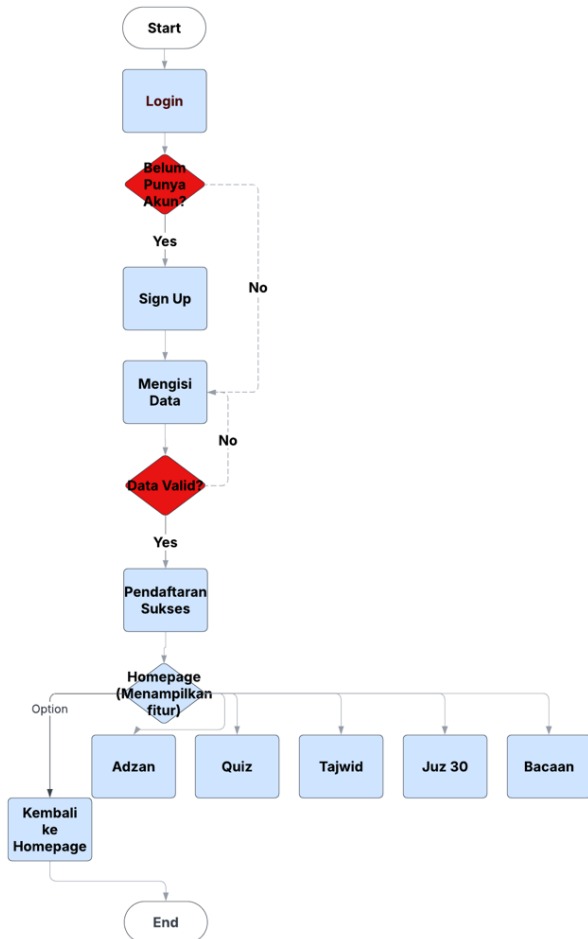 Start
Login
Belum
Punya
Akun?
Yes
No
Sign Up
Mengisi
Data
No
Data Valid?
Yes
Pendaftaran
Sukses
Homepage
(Menampilkan
fitur)
Option
Adzan
Quiz
Tajwid
Juz 30
Bacaan
Kembali
ke
Homepage
End